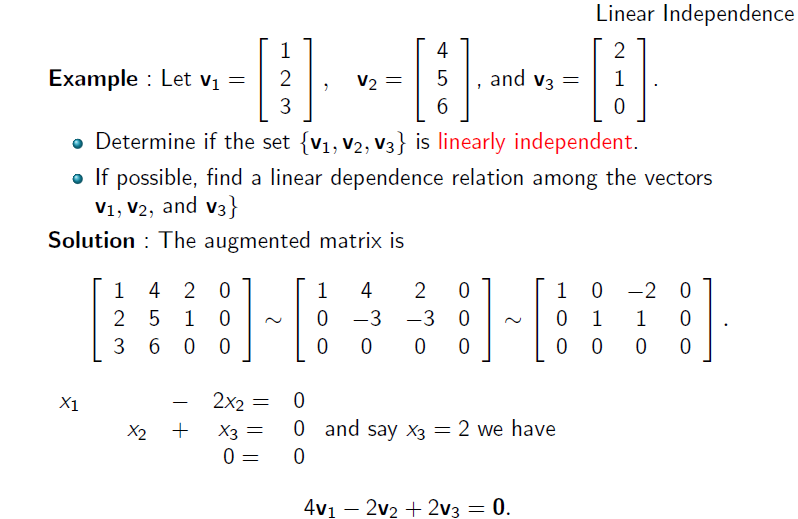 Linear Independence
Example : Let v₁ = [ 1 2 3 ], v₂ = [ 4 5 6 ], and v₃ = [ 2 1 0 ].
• Determine if the set {v₁, v₂, v₃} is linearly independent.
• If possible, find a linear dependence relation among the vectors
v₁, v₂, and v₃}
Solution : The augmented matrix is
[ 1 4 2 0 ] [ 1 4 2 0 ] [ 1 0 −2 0 ]
[ 2 5 1 0 ] ∼ [ 0 −3 −3 0 ] ∼ [ 0 1 1 0 ] .
[ 3 6 0 0 ] [ 0 0 0 0 ] [ 0 0 0 0 ]
x₁ − 2x₂ = 0
x₂ + x₃ = 0 and say x₃ = 2 we have
0 = 0
4v₁ − 2v₂ + 2v₃ = 0.